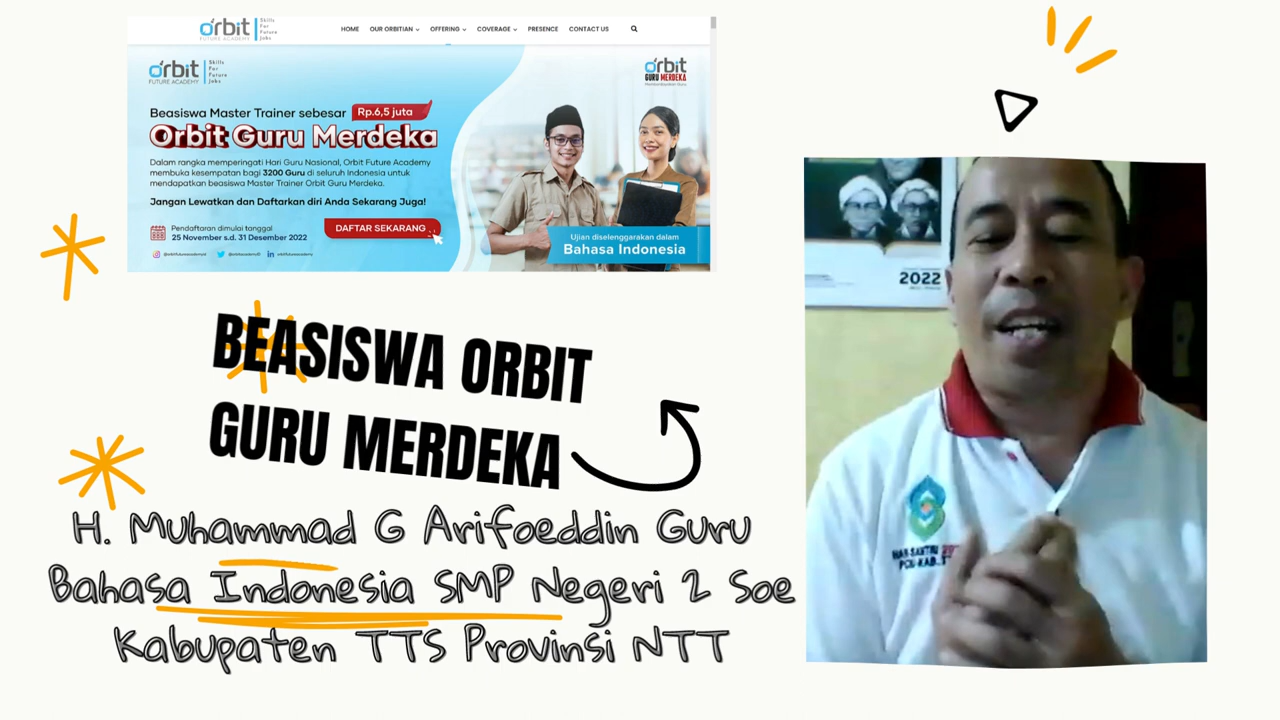 orbit
FUTURE ACADEMY
Skills
For
Future
Jobs
HOME OUR ORBITIAN OFFERING COVERAGE PRESENCE CONTACT US
orbit
FUTURE ACADEMY
Skills
For
Future
Jobs
orbit
GURU MERDEKA
Beasiswa Master Trainer sebesar Rp.6,5 juta
Orbit Guru Merdeka
Dalam rangka memperingati Hari Guru Nasional, Orbit Future Academy
membuka kesempatan bagi 3200 Guru di seluruh Indonesia untuk
mendapatkan beasiswa Master Trainer Orbit Guru Merdeka.
Jangan Lewatkan dan Daftarkan diri Anda Sekarang Juga!
Pendaftaran dimulai tanggal
25 November s.d. 31 Desember 2022
DAFTAR SEKARANG
Ujian diselenggarakan dalam
Bahasa Indonesia
2022
BEASISWA ORBIT
GURU MERDEKA
H. Muhammad G Arifoeddin Guru
Bahasa Indonesia SMP Negeri 2 Soe
Kabupaten TTS Provinsi NTT